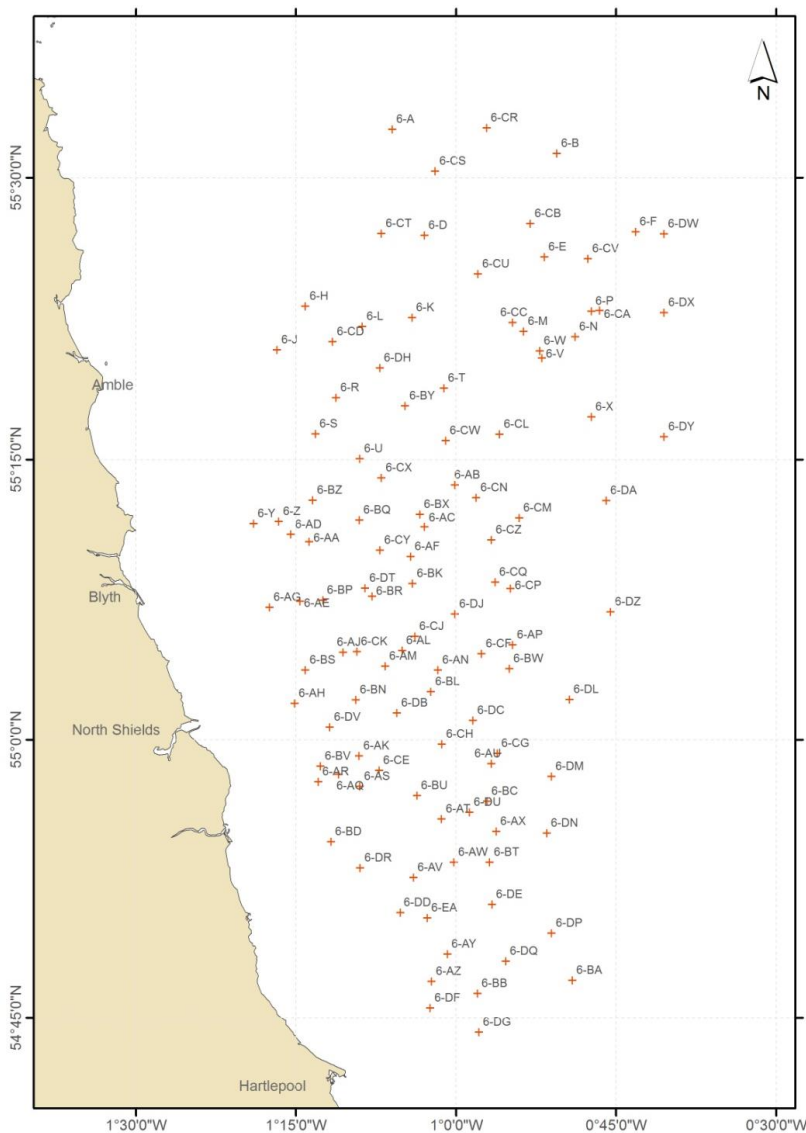 N
6-A
6-CR
6-B
6-CS
55°30'0"N
6-CT
6-D
6-CB
6-F
6-DW
6-E
6-CV
6-CU
6-H
6-K
6-L
6-CC
6-P
6-CA
6-DX
6-M
6-N
6-J
6-CD
6-W
6-V
6-DH
Amble
6-T
6-R
6-BY
6-X
6-S
6-CW
6-CL
6-DY
55°15'0"N
6-U
6-CX
6-AB
6-BZ
6-CN
6-DA
6-Y
6-Z
6-BQ
6-BX
6-AC
6-CM
6-AD
6-AA
6-CZ
6-CY
6-AF
6-DT
6-BK
6-CQ
6-CP
Blyth
6-AG
6-AE
6-BP
6-BR
6-DJ
6-DZ
6-CJ
6-AJ
6-CK
6-AL
6-CF
6-AP
6-BS
6-AM
6-AN
6-BW
6-BL
6-AH
6-BN
6-DB
6-DL
North Shields
6-DV
6-DC
55°0'0"N
6-CH
6-AK
6-CG
6-BV
6-CE
6-AU
6-AR
6-AS
6-DM
6-AQ
6-BU
6-BC
6-AT
6-DU
6-AX
6-DN
6-BD
6-DR
6-AW
6-BT
6-AV
6-DD
6-EA
6-DE
6-DP
6-AY
6-DQ
6-AZ
6-BB
6-BA
6-DF
54°45'0"N
6-DG
Hartlepool
1°30'0"W
1°15'0"W
1°0'0"W
0°45'0"W
0°30'0"W